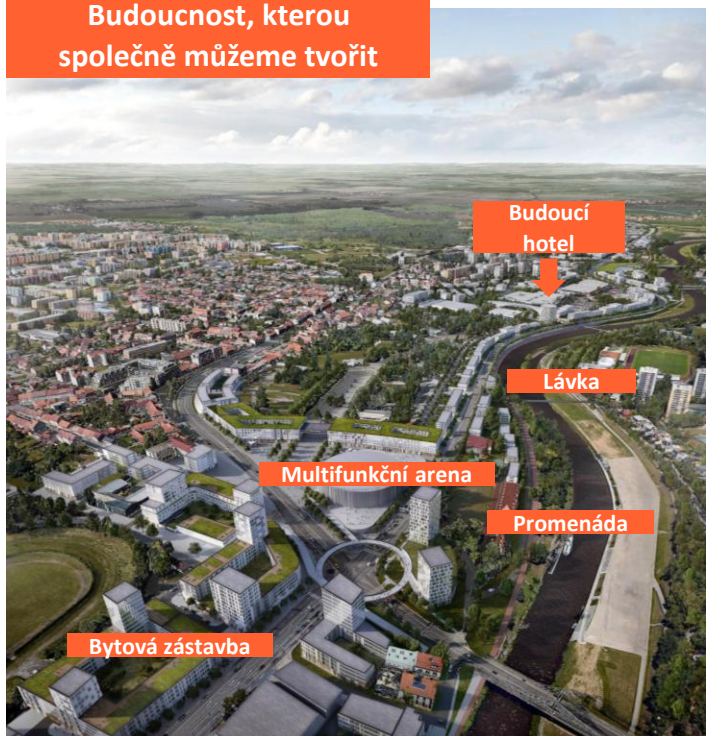 Budoucnost, kterou
společně můžeme tvořit
Budoucí
hotel
Lávka
Multifunkční arena
Promenáda
Bytová zástavba